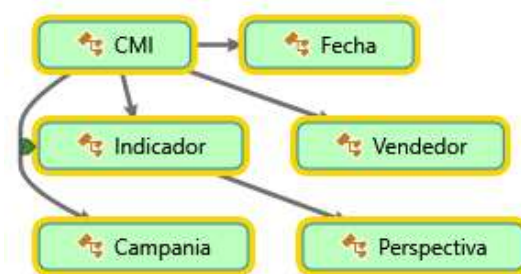 CMI
Fecha
Indicador
Vendedor
Campania
Perspectiva